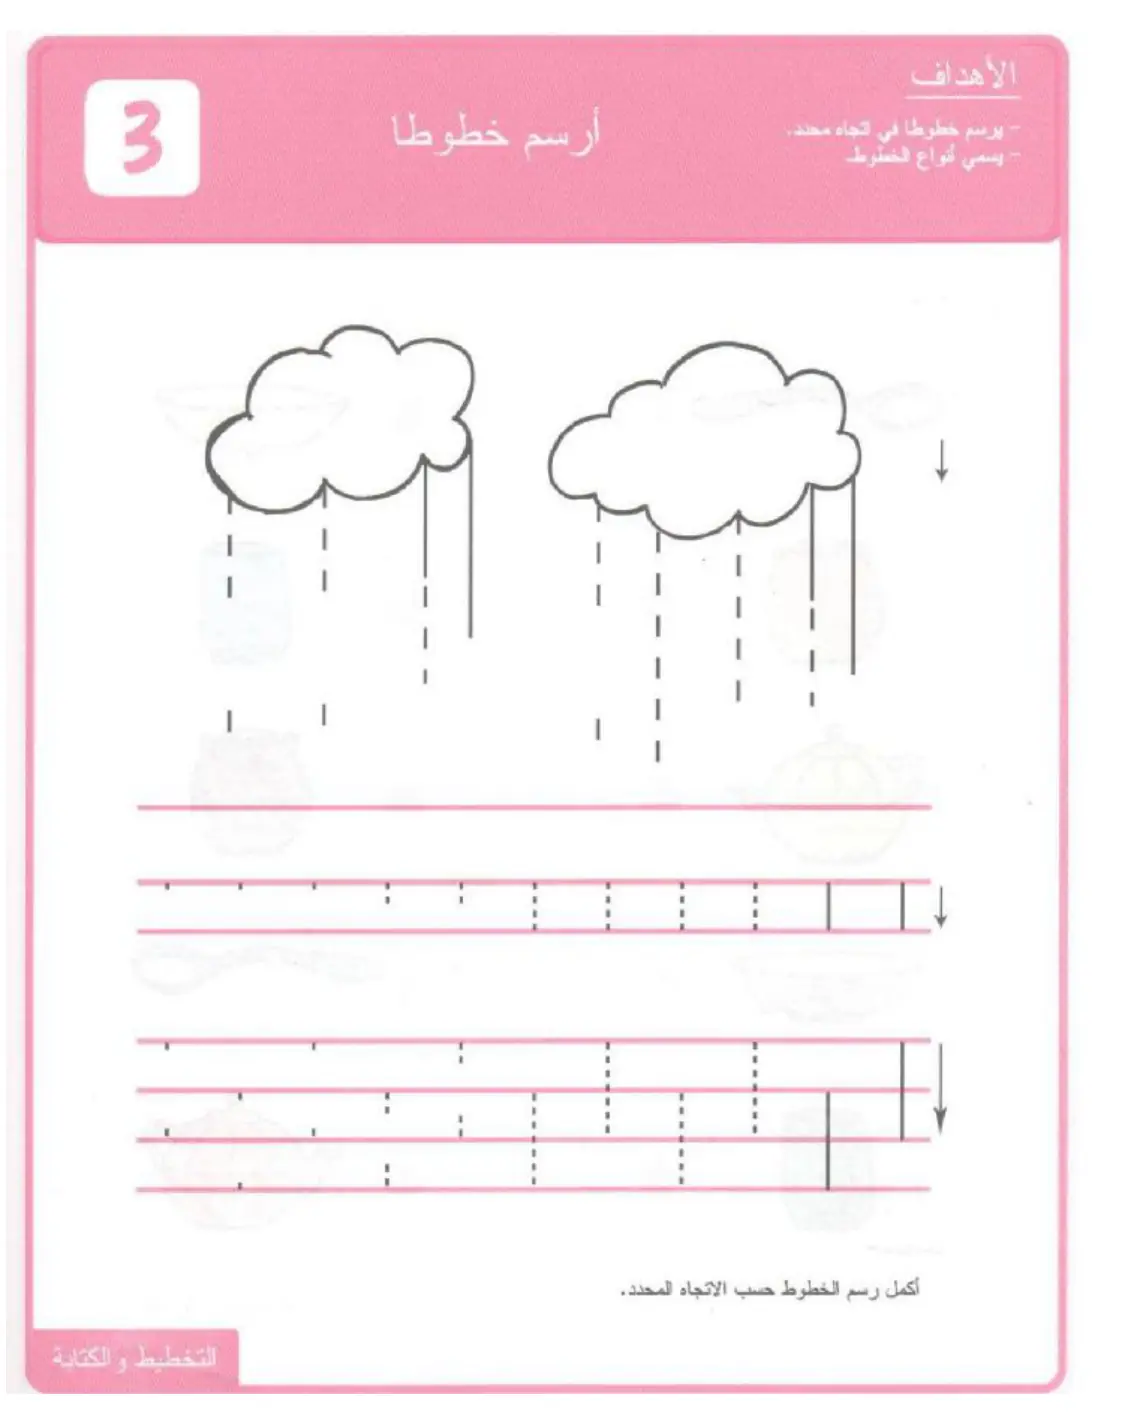 الأهداف
- يرسم خطوطا في اتجاه محدد.
- يسمي أنواع الخطوط.
أرسم خطوطا
3
أكمل رسم الخطوط حسب الاتجاه المحدد.
التخطيط و الكتابة